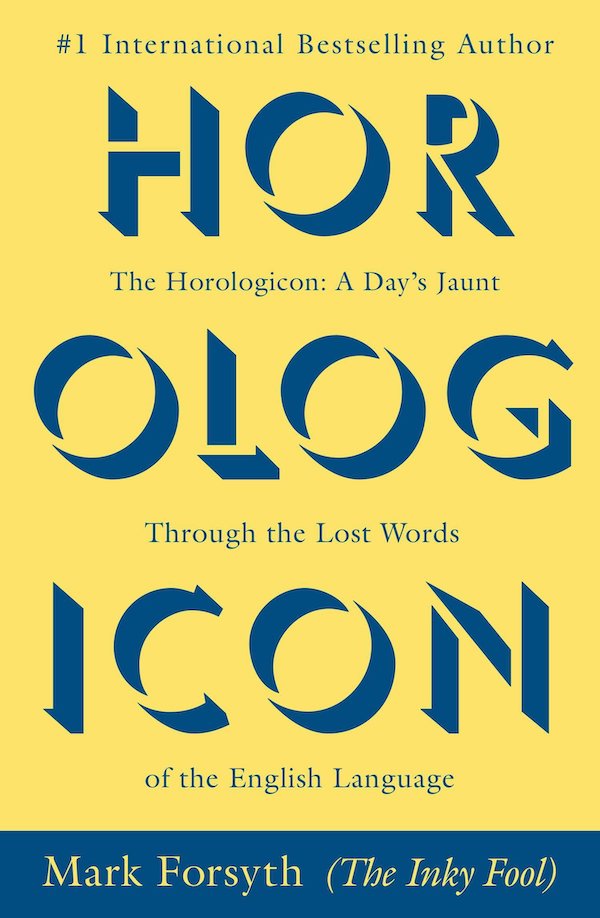 #1 International Bestselling Author
HOR
The Horologicon: A Day's Jaunt
OLOG
Through the Lost Words
ICON
of the English Language
Mark Forsyth (The Inky Fool)